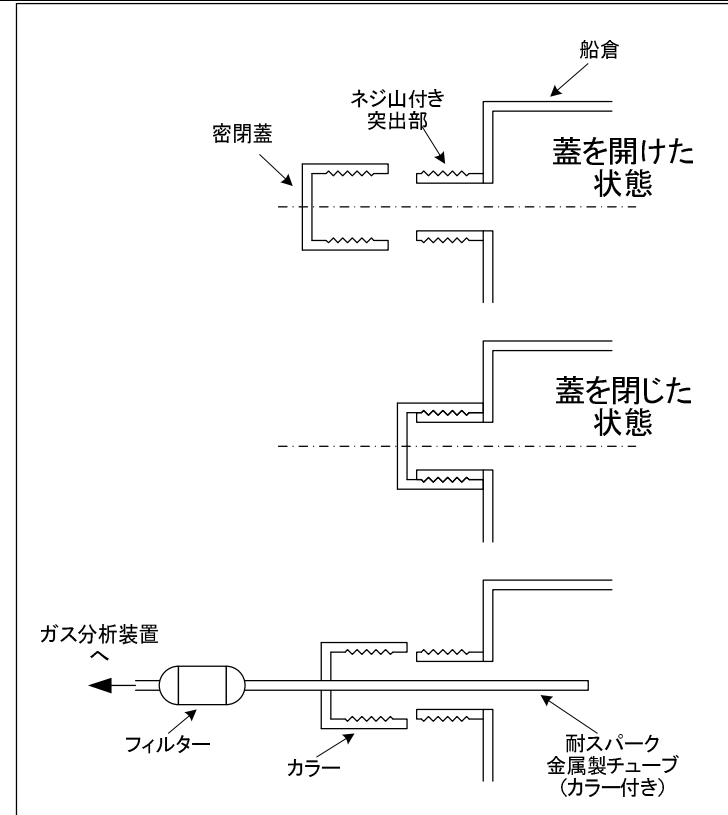 船倉
ネジ山付き
突出部
密閉蓋
蓋を開けた
状態
蓋を閉じた
状態
ガス分析装置
へ
フィルター
カラー
耐スパーク
金属製チューブ
(カラー付き)